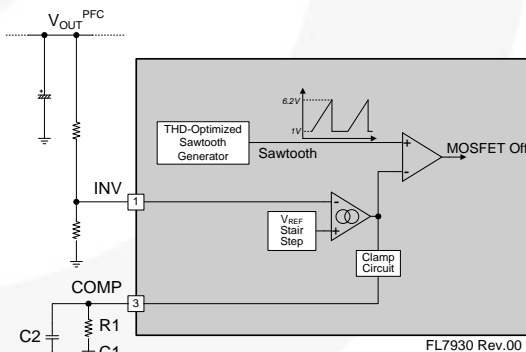 VOUT PFC
6.2V
1V
THD-Optimized
Sawtooth
Generator
Sawtooth
MOSFET Off
INV
1
VREF
Stair
Step
Clamp
Circuit
COMP
3
R1
C2
C1
FL7930 Rev.00